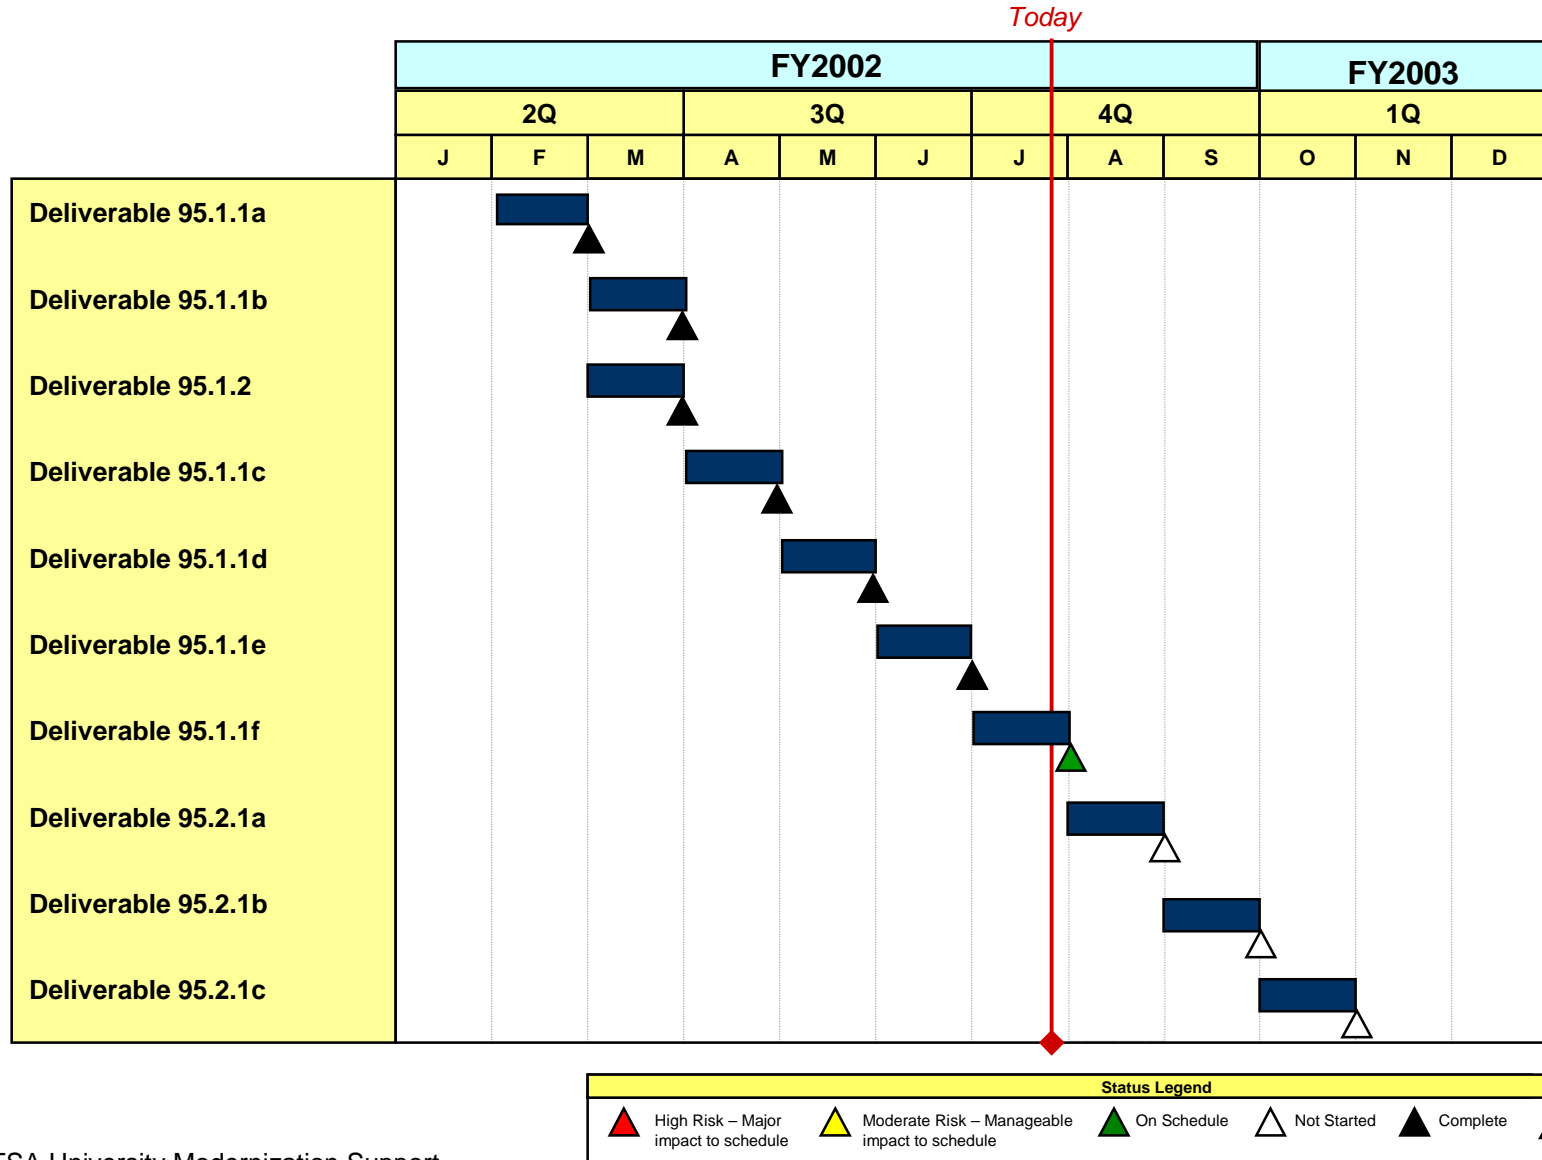 Today
FY2002 FY2003
2Q 3Q 4Q 1Q
J F M A M J J A S O N D
Deliverable 95.1.1a
Deliverable 95.1.1b
Deliverable 95.1.2
Deliverable 95.1.1c
Deliverable 95.1.1d
Deliverable 95.1.1e
Deliverable 95.1.1f
Deliverable 95.2.1a
Deliverable 95.2.1b
Deliverable 95.2.1c
Status Legend
High Risk – Major
impact to schedule
Moderate Risk – Manageable
impact to schedule
On Schedule
Not Started
Complete
University Modernization Support